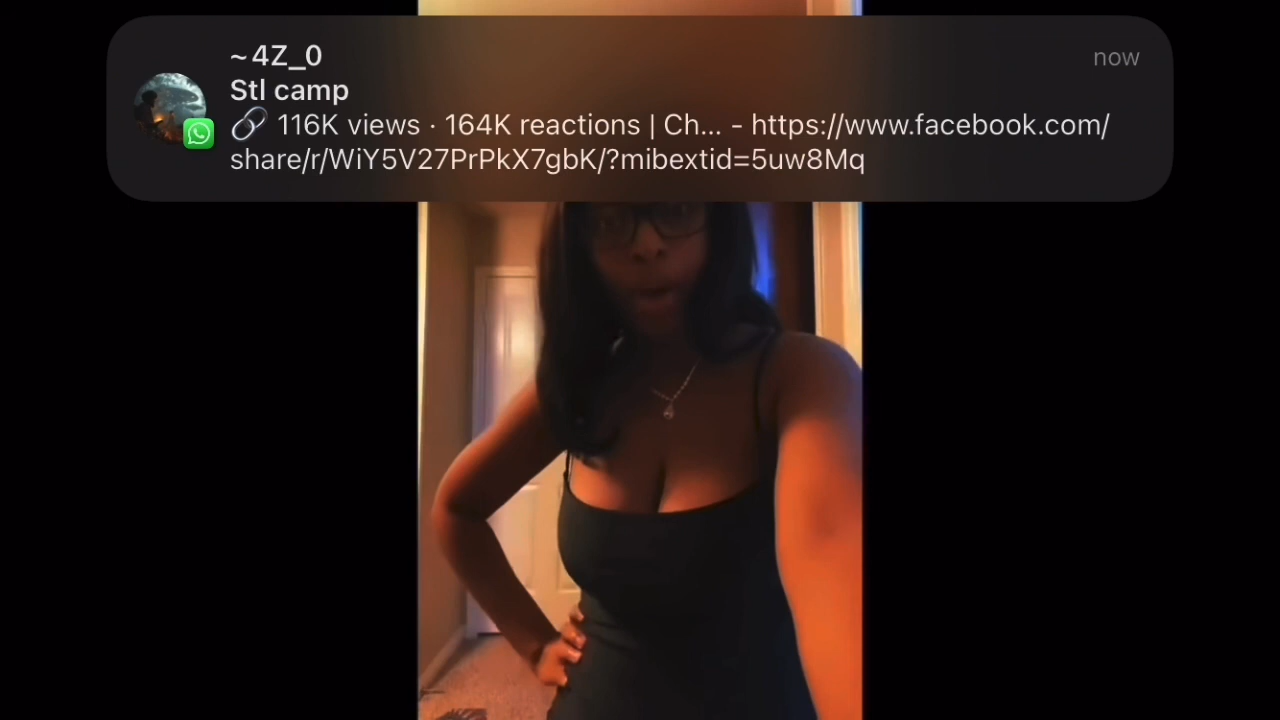 ~4Z_0
now
Stl camp
🔗 116K views · 164K reactions | Ch... - https://www.facebook.com/
share/r/WiY5V27PrPkX7gbK/?mibextid=5uw8Mq